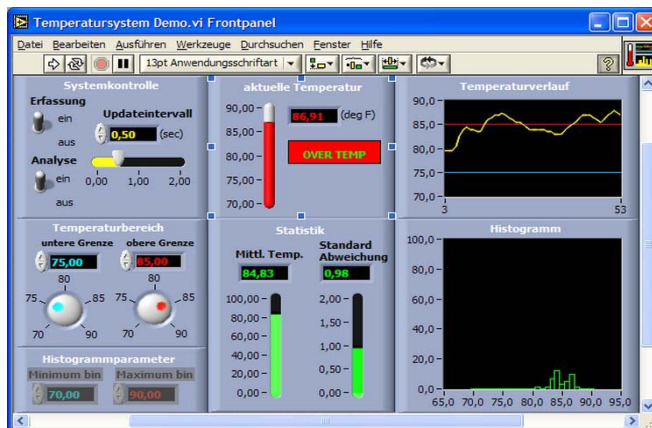 Temperatursystem Demo.vi Frontpanel
Datei Bearbeiten Ausführen Werkzeuge Durchsuchen Fenster Hilfe
13pt Anwendungsschriftart
?
Systemkontrolle
Erfassung
ein
aus
Updateintervall
0,50 (sec)
Analyse
ein
aus
0,00 1,00 2,00
aktuelle Temperatur
90,00
85,00
80,00
75,00
70,00
86,91 (deg F)
OVER TEMP
Temperaturverlauf
90,0
85,0
80,0
75,0
70,0
3 53
Temperaturbereich
untere Grenze obere Grenze
75,00 85,00
80 80
75 85 75 85
70 90 70 90
Histogrammparameter
Minimum bin Maximum bin
70,00 90,00
Statistik
Mittl. Temp.
84,83
Standard
Abweichung
0,98
100,00
80,00
60,00
40,00
20,00
0,00
2,00
1,50
1,00
0,50
0,00
Histogramm
100,0
80,0
60,0
40,0
20,0
0,0
65,0 70,0 75,0 80,0 85,0 90,0 95,0